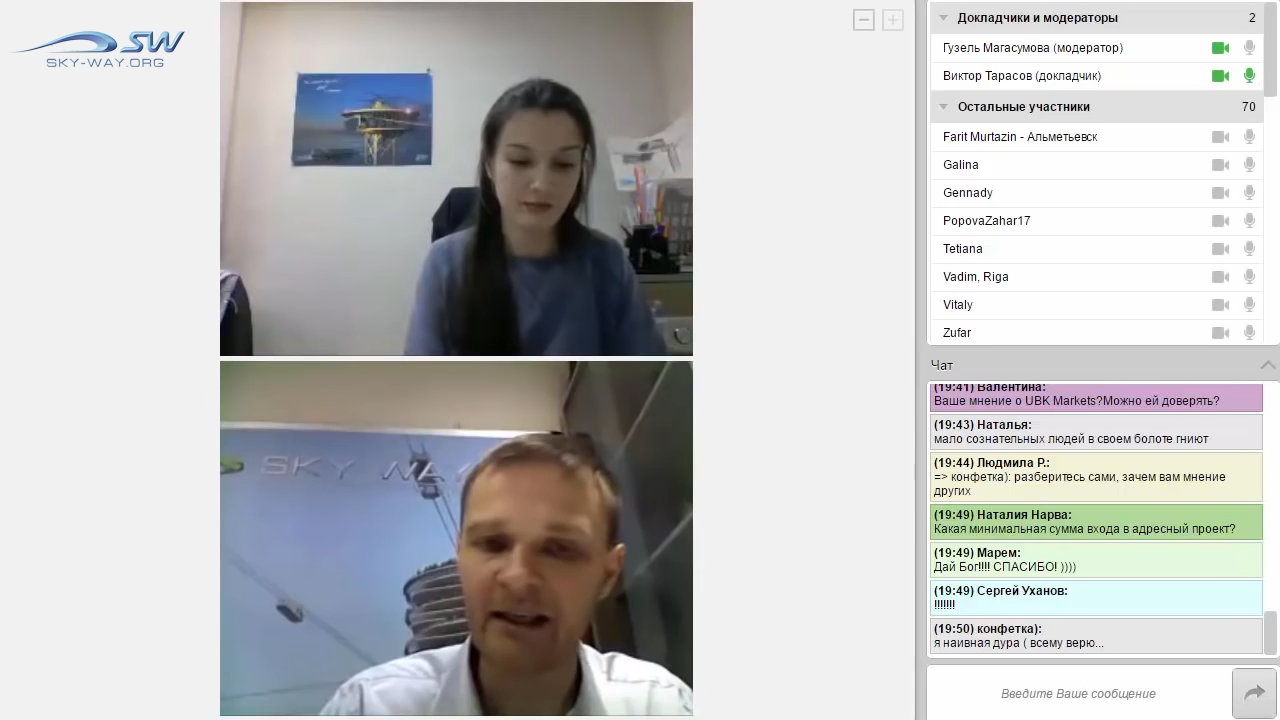 SW
SKY-WAY.ORG
SKY WAY
Докладчики и модераторы 2
Гузель Магасумова (модератор)
Виктор Тарасов (докладчик)
Остальные участники 70
Farit Murtazin - Альметьевск
Galina
Gennady
PopovaZahar17
Tetiana
Vadim, Riga
Vitaly
Zufar
Чат
(19:41) Валентина:
Ваше мнение о UBK Markets?Можно ей доверять?
(19:43) Наталья:
мало сознательных людей в своем болоте гниют
(19:44) Людмила Р.:
=> конфетка): разберитесь сами, зачем вам мнение
других
(19:49) Наталия Нарва:
Какая минимальная сумма входа в адресный проект?
(19:49) Марем:
Дай Бог!!!! СПАСИБО! ))))
(19:49) Сергей Уханов:
!!!!!!!
(19:50) конфетка):
я наивная дура ( всему верю...
Введите Ваше сообщение